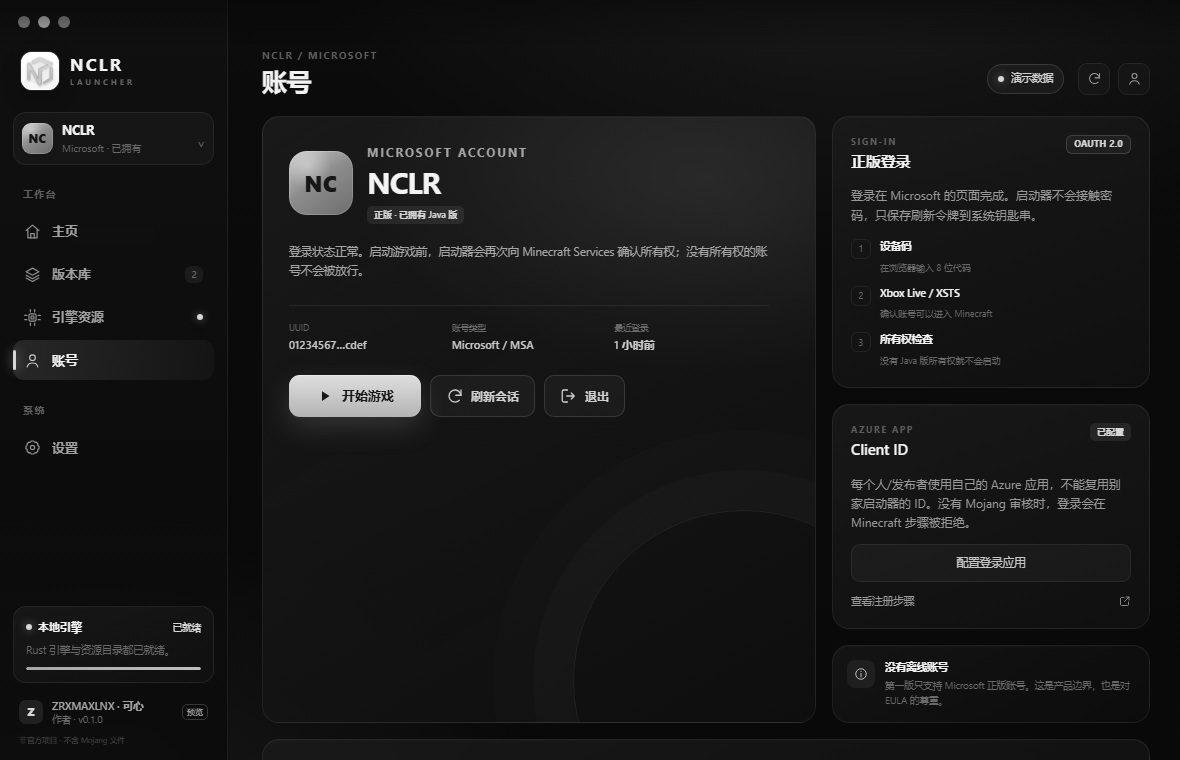 NCLR
LAUNCHER
NC
NCLR
Microsoft · 已拥有
工作台
主页
版本库
2
引擎资源
账号
系统
设置
本地引擎
已就绪
Rust 引擎与资源目录都已就绪。
Z
ZRXMAXLNX · 可心
作者 · v0.1.0
预览
非官方项目 · 不含 Mojang 文件
NCLR / MICROSOFT
账号
演示数据
NC
MICROSOFT ACCOUNT
NCLR
正版 · 已拥有 Java 版
登录状态正常。启动游戏前，启动器会再次向 Minecraft Services 确认所有权；没有所有权的账
号不会被放行。
UUID
01234567...cdef
账号类型
Microsoft / MSA
最近登录
1 小时前
开始游戏
刷新会话
退出
SIGN-IN
正版登录
OAUTH 2.0
登录在 Microsoft 的页面完成。启动器不会接触密
码，只保存刷新令牌到系统钥匙串。
1
设备码
在浏览器输入 8 位代码
2
Xbox Live / XSTS
确认账号可以进入 Minecraft
3
所有权检查
没有 Java 版所有权就不会启动
AZURE APP
Client ID
已配置
每个人/发布者使用自己的 Azure 应用，不能复用别
家启动器的 ID。没有 Mojang 审核时，登录会在
Minecraft 步骤被拒绝。
配置登录应用
查看注册步骤
没有离线账号
第一版只支持 Microsoft 正版账号。这是产品边界，也是对
EULA 的尊重。